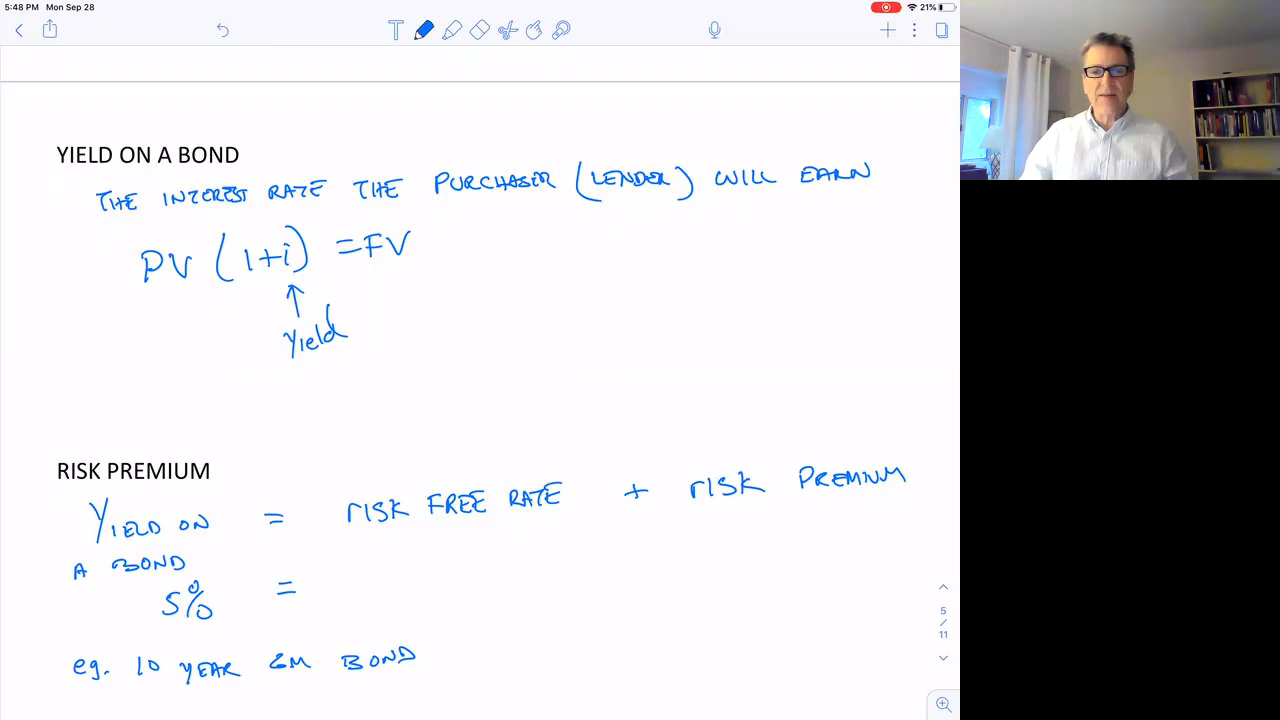 5:48 PM Mon Sep 28
21%
YIELD ON A BOND
THE INTEREST RATE THE PURCHASER (LENDER) WILL EARN
PV (1+i) = FV
↑
Yield
RISK PREMIUM
YIELD ON = RISK FREE RATE + RISK PREMIUM
A BOND
5% =
eg. 10 YEAR GM BOND
5
/
11